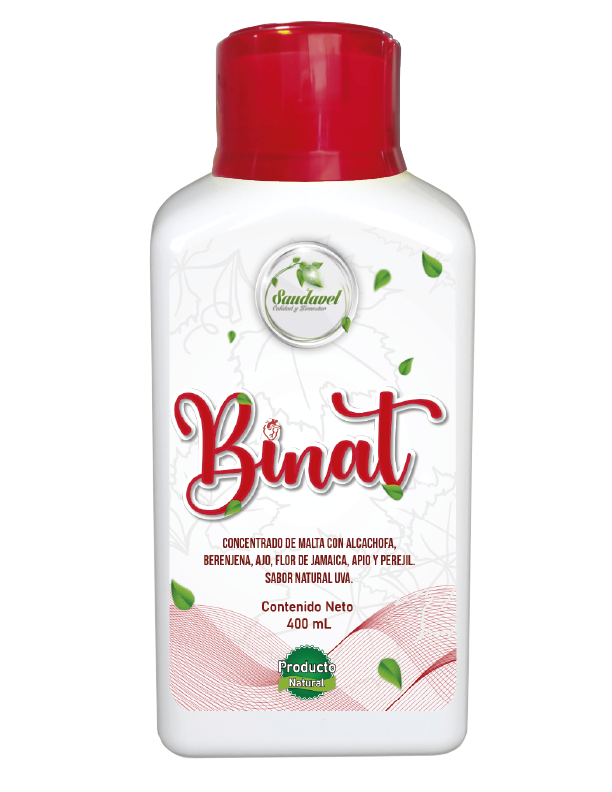 Saudavel
Calidad y Bienestar
Binat
CONCENTRADO DE MALTA CON ALCACHOFA,
BERENJENA, AJO, FLOR DE JAMAICA, APIO Y PEREJIL.
SABOR NATURAL UVA.
Contenido Neto
400 mL
Producto
Natural